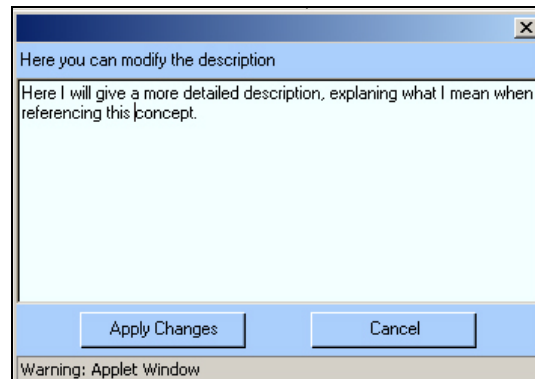 Here you can modify the description
Here I will give a more detailed description, explaning what I mean when
referencing this concept.
Apply Changes
Cancel
Warning: Applet Window